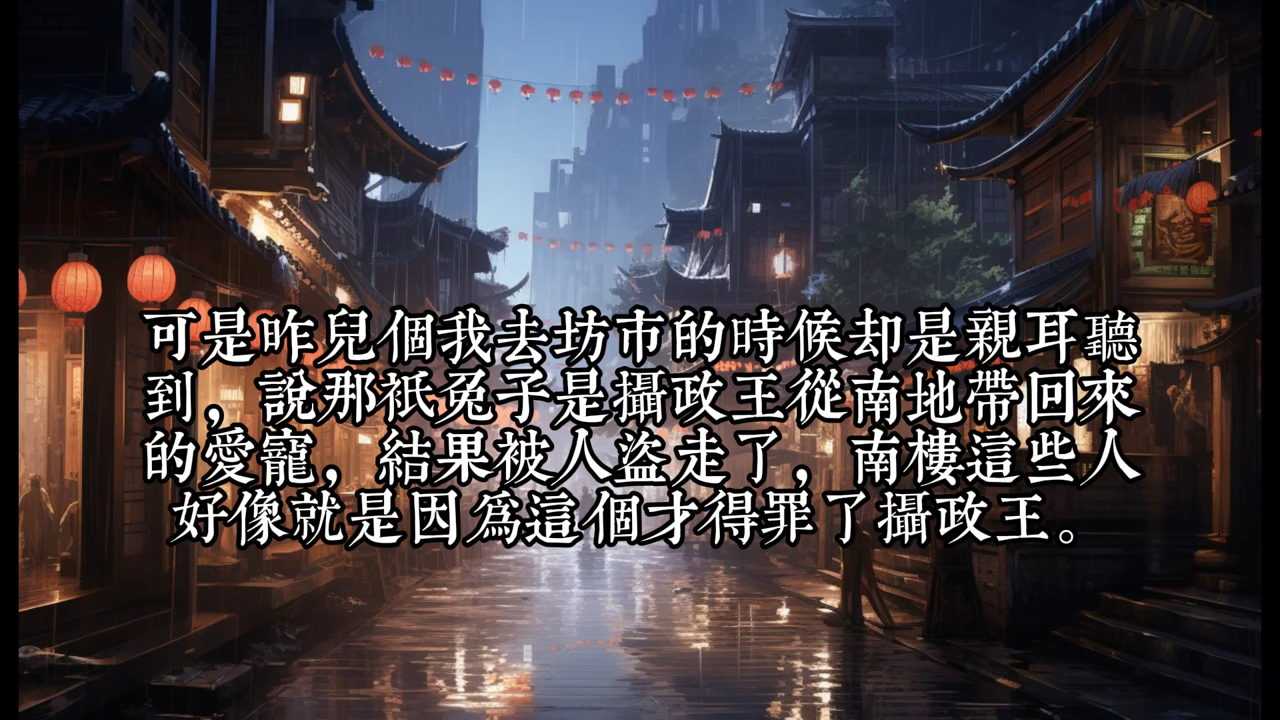 可是昨兒個我去坊市的時候却是親耳聽
到，說那衹兔子是攝政王從南地帶回來
的愛寵，結果被人盜走了，南樓這些人
好像就是因爲這個才得罪了攝政王。